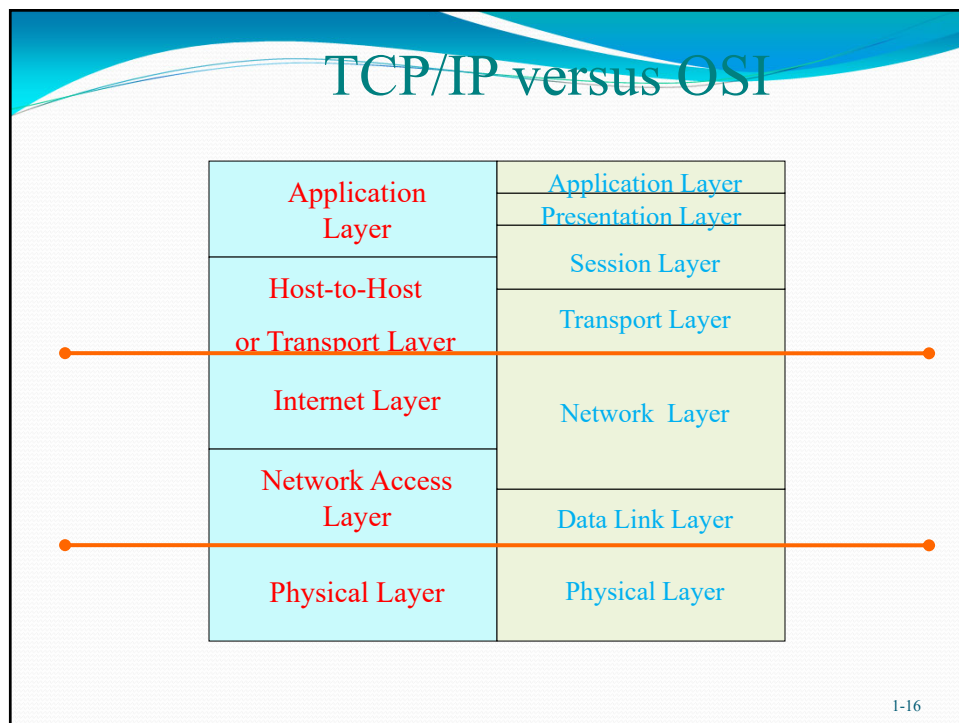 TCP/IP versus OSI
Application
Layer
Host-to-Host
or Transport Layer
Internet Layer
Network Access
Layer
Physical Layer
Application Layer
Presentation Layer
Session Layer
Transport Layer
Network Layer
Data Link Layer
Physical Layer
1-16